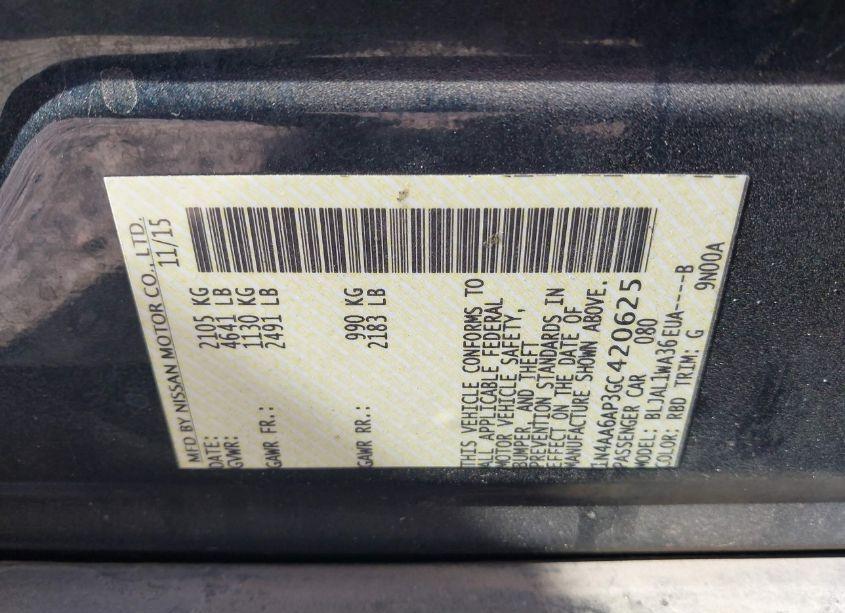 MFD BY NISSAN MOTOR CO., LTD.
DATE: 11/15
GVWR: 2105 KG
4641 LB
GAWR FR.: 1130 KG
2491 LB
GAWR RR.: 990 KG
2183 LB
THIS VEHICLE CONFORMS TO
ALL APPLICABLE FEDERAL
MOTOR VEHICLE SAFETY,
BUMPER, AND THEFT
PREVENTION STANDARDS IN
EFFECT ON THE DATE OF
MANUFACTURE SHOWN ABOVE.
1N4AA6AP3GC420625
PASSENGER CAR 080
MODEL: BLJAL1WA36EUA----B
COLOR: RBD TRIM: G 9N00A